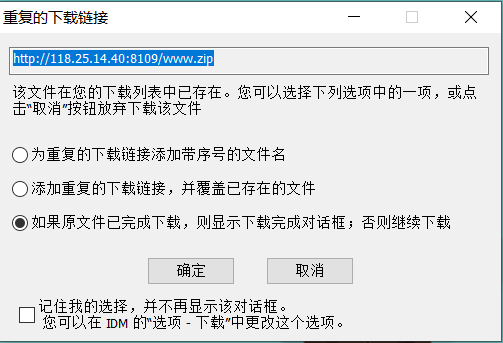 重复的下载链接
http://118.25.14.40:8109/www.zip
该文件在您的下载列表中已存在。您可以选择下列选项中的一项，或点
击“取消”按钮放弃下载该文件
为重复的下载链接添加带序号的文件名
添加重复的下载链接，并覆盖已存在的文件
如果原文件已完成下载，则显示下载完成对话框；否则继续下载
确定
取消
记住我的选择，并不再显示该对话框。
您可以在 IDM 的“选项 - 下载”中更改这个选项。